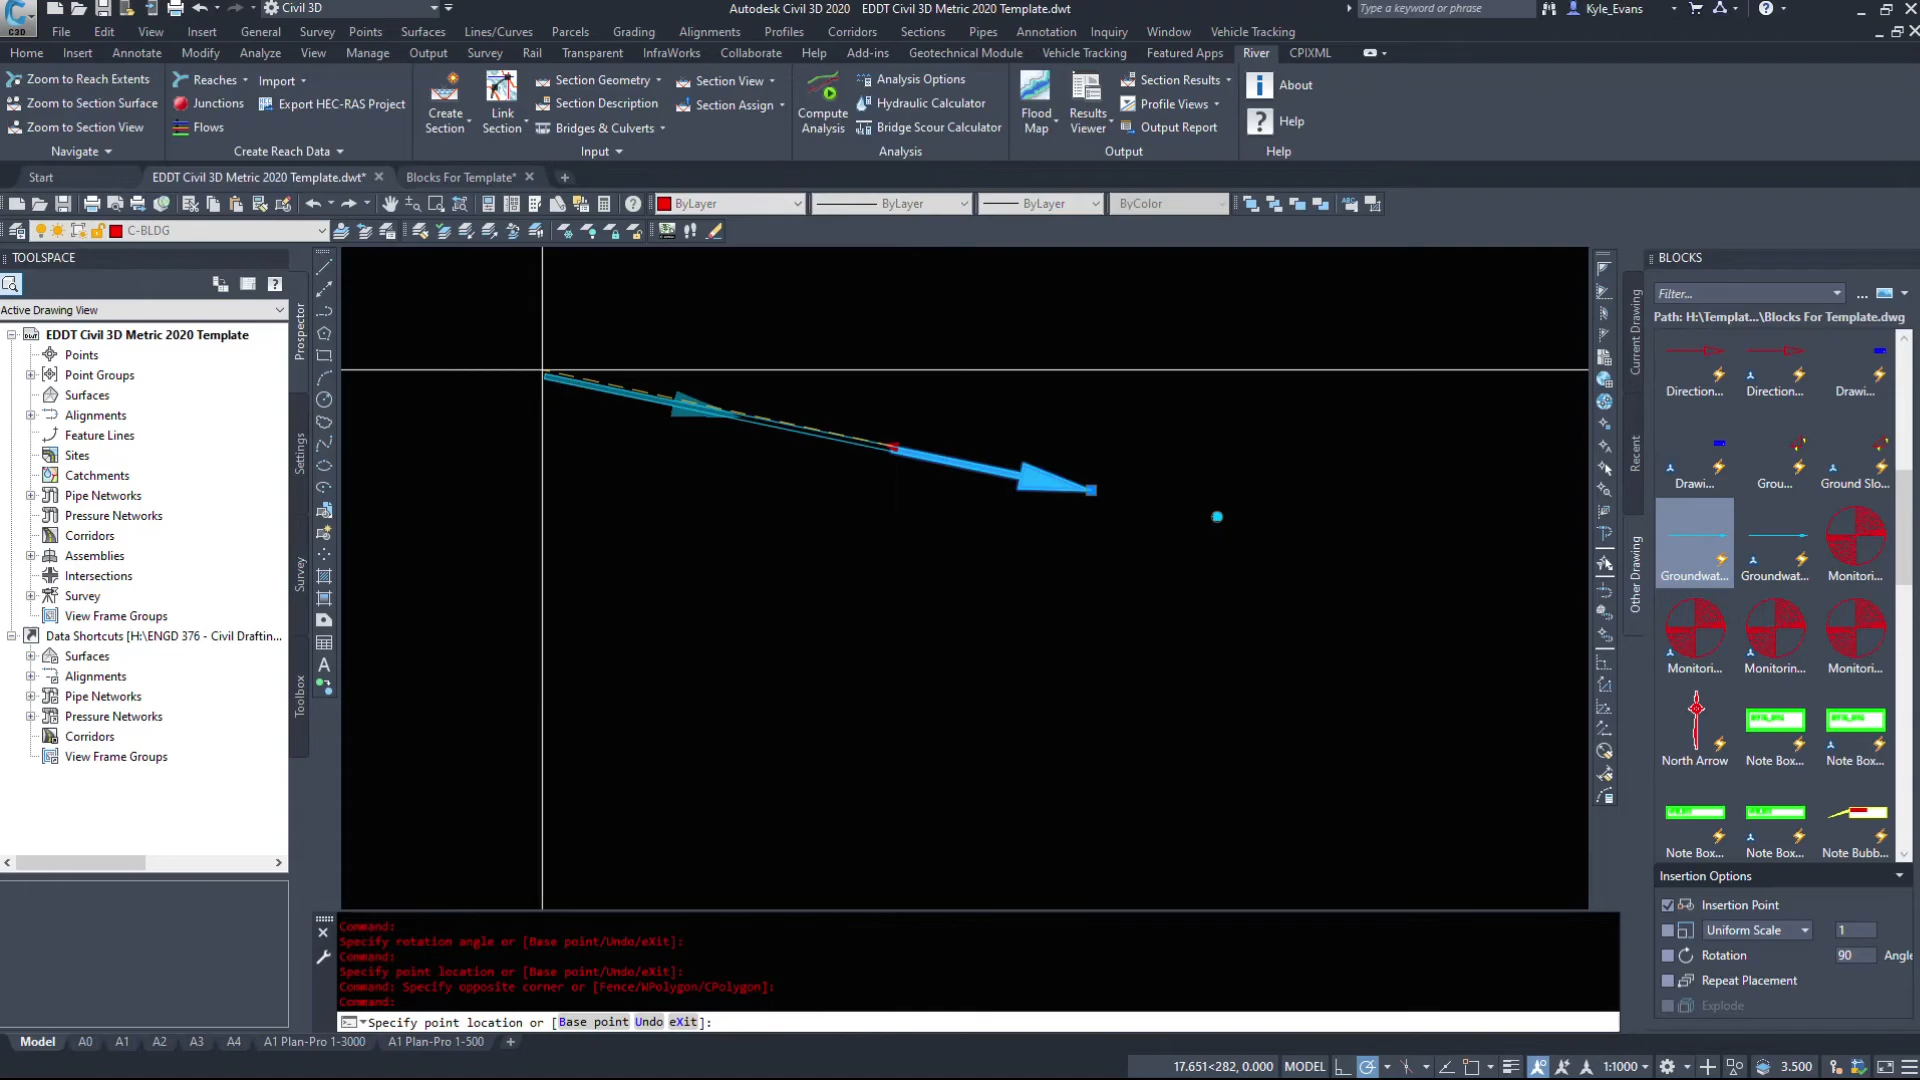 Civil 3D
Autodesk Civil 3D 2020 EDDT Civil 3D Metric 2020 Template.dwt
Type a keyword or phrase
Kyle_Evans
C3D
File Edit View Insert General Survey Points Surfaces Lines/Curves Parcels Grading Alignments Profiles Corridors Sections Pipes Annotation Inquiry Window Vehicle Tracking
Home Insert Annotate Modify Analyze View Manage Output Survey Rail Transparent InfraWorks Collaborate Help Add-ins Geotechnical Module Vehicle Tracking Featured Apps River CPIXML
Zoom to Reach Extents
Zoom to Section Surface
Zoom to Section View
Navigate
Reaches
Junctions
Flows
Import
Export HEC-RAS Project
Create Reach Data
Create
Section
Link
Section
Section Geometry
Section Description
Bridges & Culverts
Section View
Section Assign
Input
Compute
Analysis
Analysis Options
Hydraulic Calculator
Bridge Scour Calculator
Analysis
Flood
Map
Results
Viewer
Section Results
Profile Views
Output Report
Output
About
Help
Help
Start EDDT Civil 3D Metric 2020 Template.dwt* Blocks For Template*
ByLayer ByLayer ByLayer ByColor
C-BLDG
TOOLSPACE
Active Drawing View
EDDT Civil 3D Metric 2020 Template
Points
Point Groups
Surfaces
Alignments
Feature Lines
Sites
Catchments
Pipe Networks
Pressure Networks
Corridors
Assemblies
Intersections
Survey
View Frame Groups
Data Shortcuts [H:\ENGD 376 - Civil Draftin...
Surfaces
Alignments
Pipe Networks
Pressure Networks
Corridors
View Frame Groups
Prospector
Settings
Survey
Toolbox
BLOCKS
Filter...
...
Path: H:\Templat...\Blocks For Template.dwg
Current Drawing
Recent
Other Drawing
Direction... Direction... Drawi...
Drawi... Grou... Ground Slo...
Groundwat... Groundwat... Monitori...
Monitori... Monitorin... Monitori...
North Arrow Note Box... Note Box...
Note Box... Note Box... Note Bubb...
Insertion Options
Insertion Point
Uniform Scale 1
Rotation 90 Angle
Repeat Placement
Explode
Command:
Specify rotation angle or [Base point/Undo/eXit]:
Command:
Specify point location or [Base point/Undo/eXit]:
Command: Specify opposite corner or [Fence/WPolygon/CPolygon]:
Command:
Specify point location or [Base point Undo eXit]:
Model A0 A1 A2 A3 A4 A1 Plan-Pro 1-3000 A1 Plan-Pro 1-500
17.651<282, 0.000 MODEL 1:1000 3.500